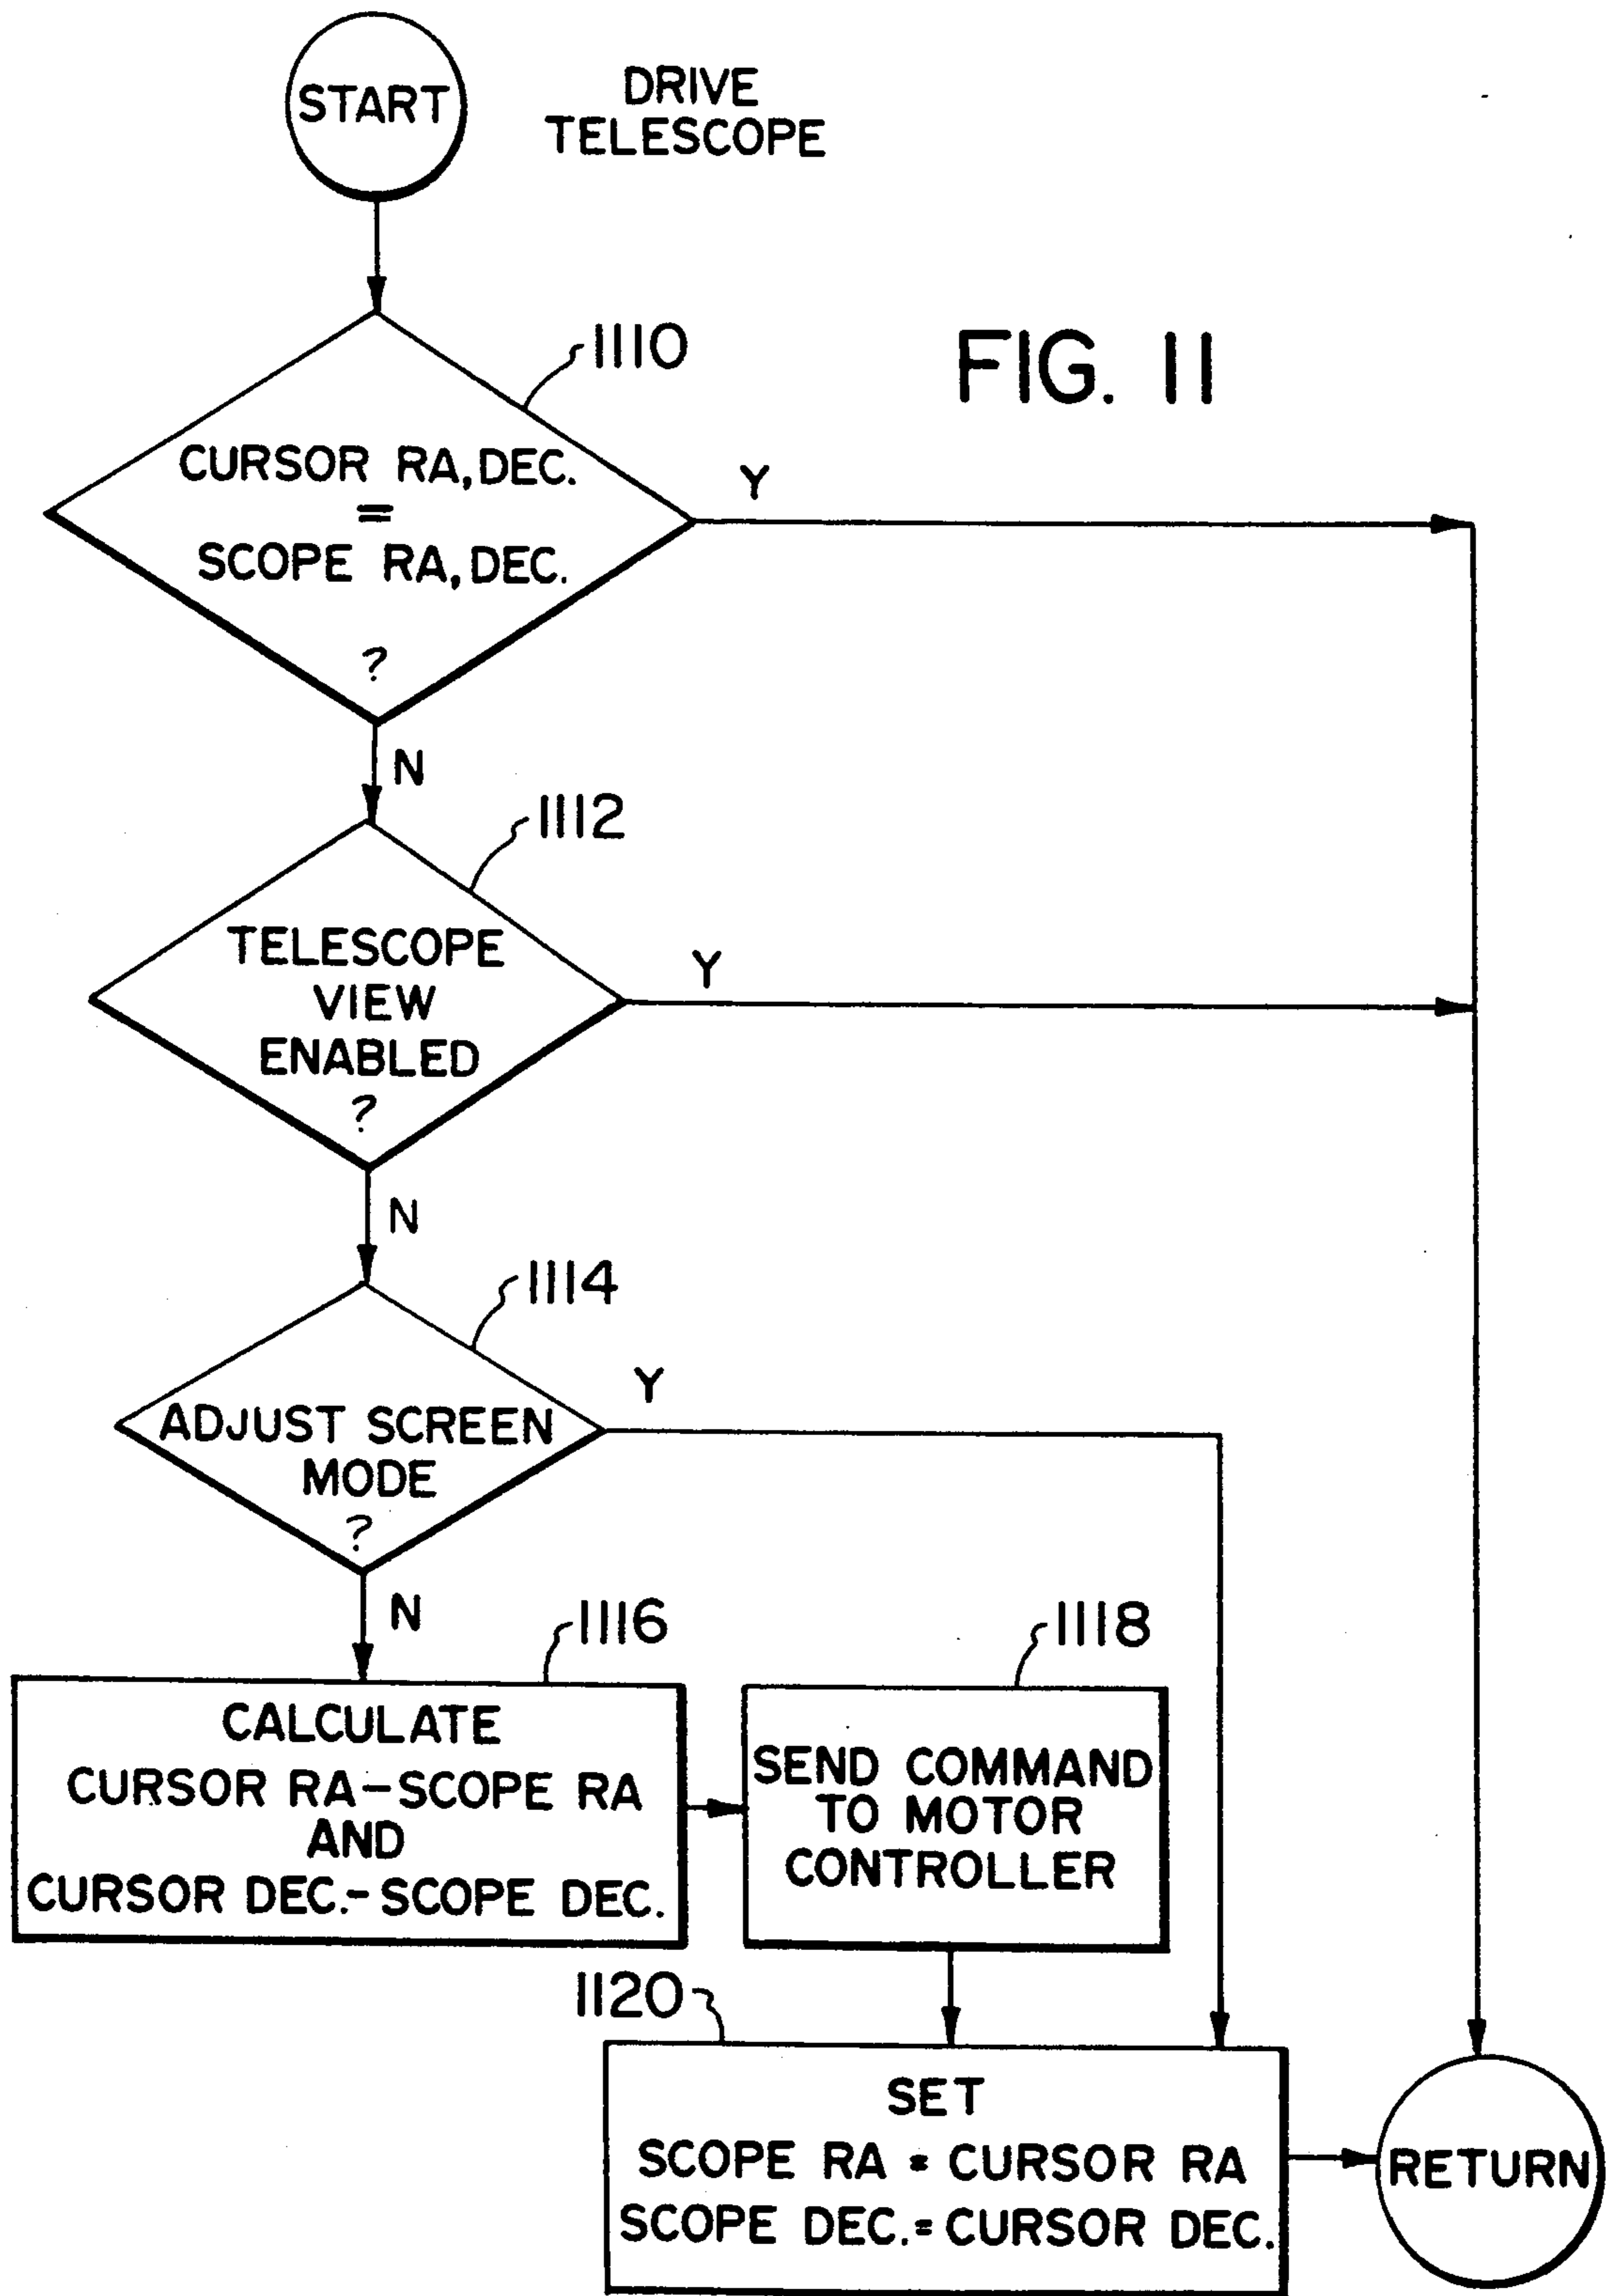 START
DRIVE
TELESCOPE
FIG. 11
1110
CURSOR RA, DEC.
=
SCOPE RA, DEC.
?
Y
N
1112
TELESCOPE
VIEW
ENABLED
?
Y
N
1114
ADJUST SCREEN
MODE
?
Y
N
1116
CALCULATE
CURSOR RA-SCOPE RA
AND
CURSOR DEC.-SCOPE DEC.
1118
SEND COMMAND
TO MOTOR
CONTROLLER
1120
SET
SCOPE RA = CURSOR RA
SCOPE DEC. = CURSOR DEC.
RETURN